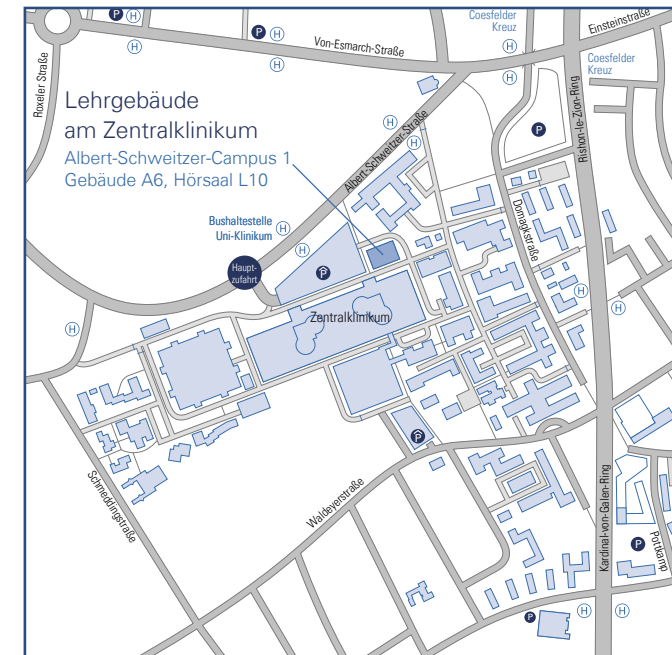 Coesfelder
Kreuz
P
H
P
H
H
H
H
H
Einsteinstraße
Von-Esmarch-Straße
Roxeler Straße
Coesfelder
Kreuz
Lehrgebäude
am Zentralklinikum
Albert-Schweitzer-Campus 1
Gebäude A6, Hörsaal L10
Albert-Schweitzer-Straße
H
H
P
Rishon-le-Zion-Ring
Domagkstraße
Bushaltestelle
Uni-Klinikum
H
H
Haupt-
zufahrt
P
H
H
H
Zentralklinikum
P
Schmeddingstraße
Waldeyerstraße
Kardinal-von-Galen-Ring
P
Pottkamp
P
H
H